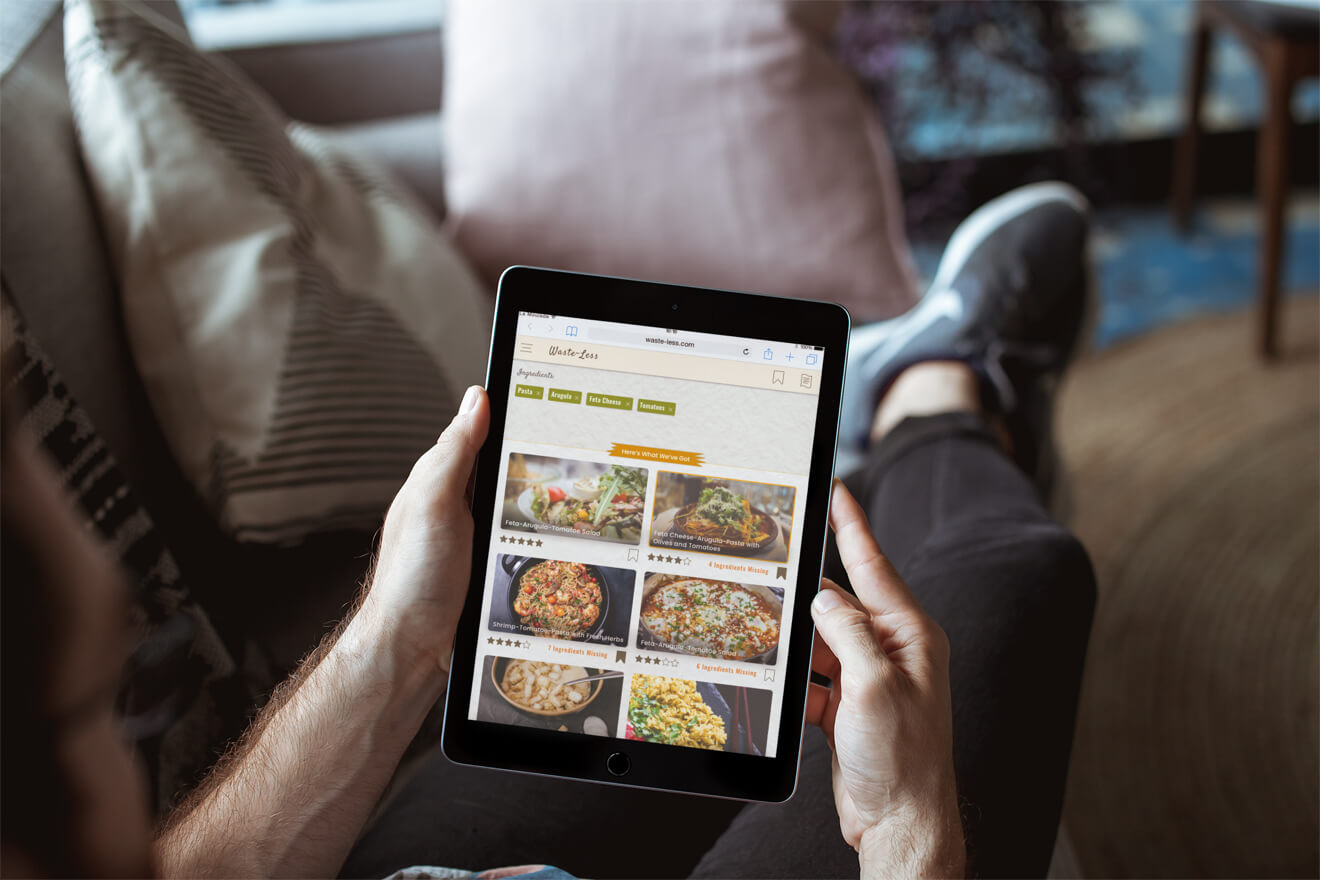 waste-less.com
100%
Waste-Less
Ingredients
Pasta × Arugula × Feta Cheese × Tomatoes ×
Here's What We've Got
Feta-Arugula-Tomatoe Salad
Feta Cheese-Arugula-Pasta with
Olives and Tomatoes
4 Ingredients Missing
Shrimp-Tomatoe-Pasta with Fresh Herbs
Feta-Arugula-Tomatoe Salad
7 Ingredients Missing
6 Ingredients Missing